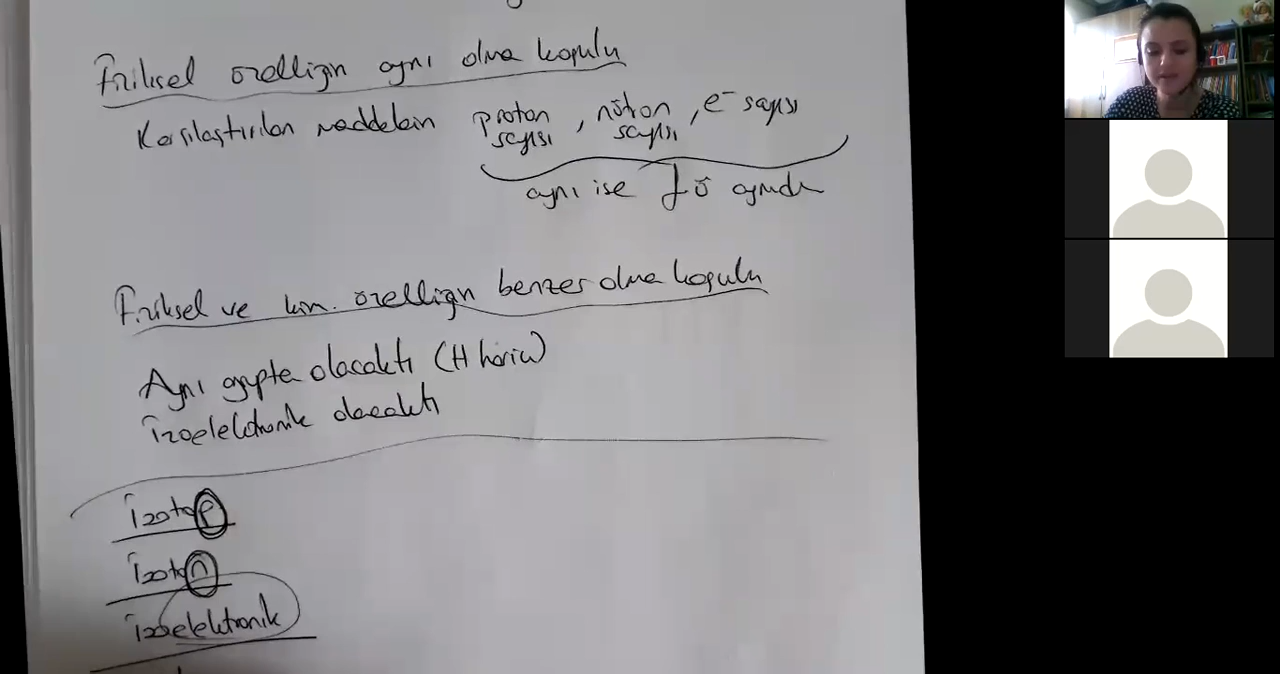 Fiziksel özelliğin aynı olma koşulu
Karşılaştırılan maddelerin proton sayısı, nötron sayısı, e⁻ sayısı
aynı ise fö aynıdır
Fiziksel ve kim. özelliğin benzer olma koşulu
Aynı grupta olacaktı (H hariç)
İzoelektronik olacaktı
İzotop
İzoton
İzoelektronik